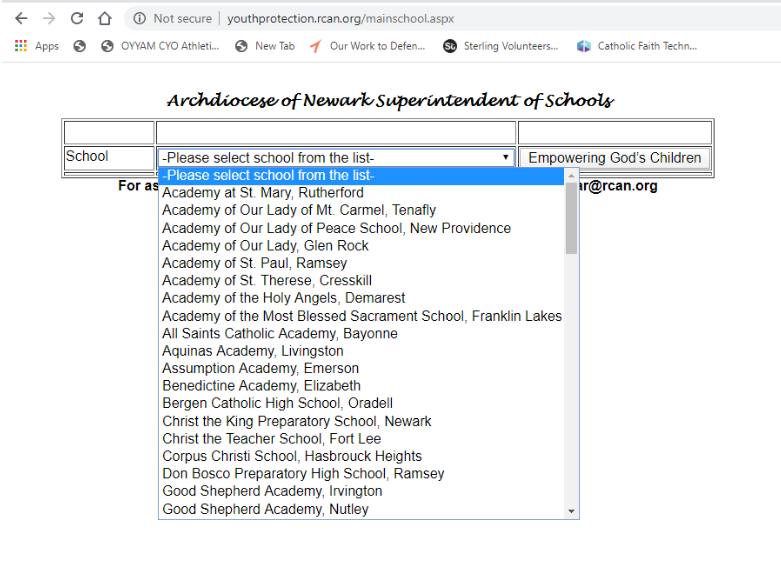 Not secure | youthprotection.rcan.org/mainschool.aspx
Apps OYYAM CYO Athleti... New Tab Our Work to Defen... St Sterling Volunteers... Catholic Faith Techn...
Archdiocese of Newark Superintendent of Schools
School -Please select school from the list- Empowering God's Children
-Please select school from the list-
For as ar@rcan.org
Academy at St. Mary, Rutherford
Academy of Our Lady of Mt. Carmel, Tenafly
Academy of Our Lady of Peace School, New Providence
Academy of Our Lady, Glen Rock
Academy of St. Paul, Ramsey
Academy of St. Therese, Cresskill
Academy of the Holy Angels, Demarest
Academy of the Most Blessed Sacrament School, Franklin Lakes
All Saints Catholic Academy, Bayonne
Aquinas Academy, Livingston
Assumption Academy, Emerson
Benedictine Academy, Elizabeth
Bergen Catholic High School, Oradell
Christ the King Preparatory School, Newark
Christ the Teacher School, Fort Lee
Corpus Christi School, Hasbrouck Heights
Don Bosco Preparatory High School, Ramsey
Good Shepherd Academy, Irvington
Good Shepherd Academy, Nutley